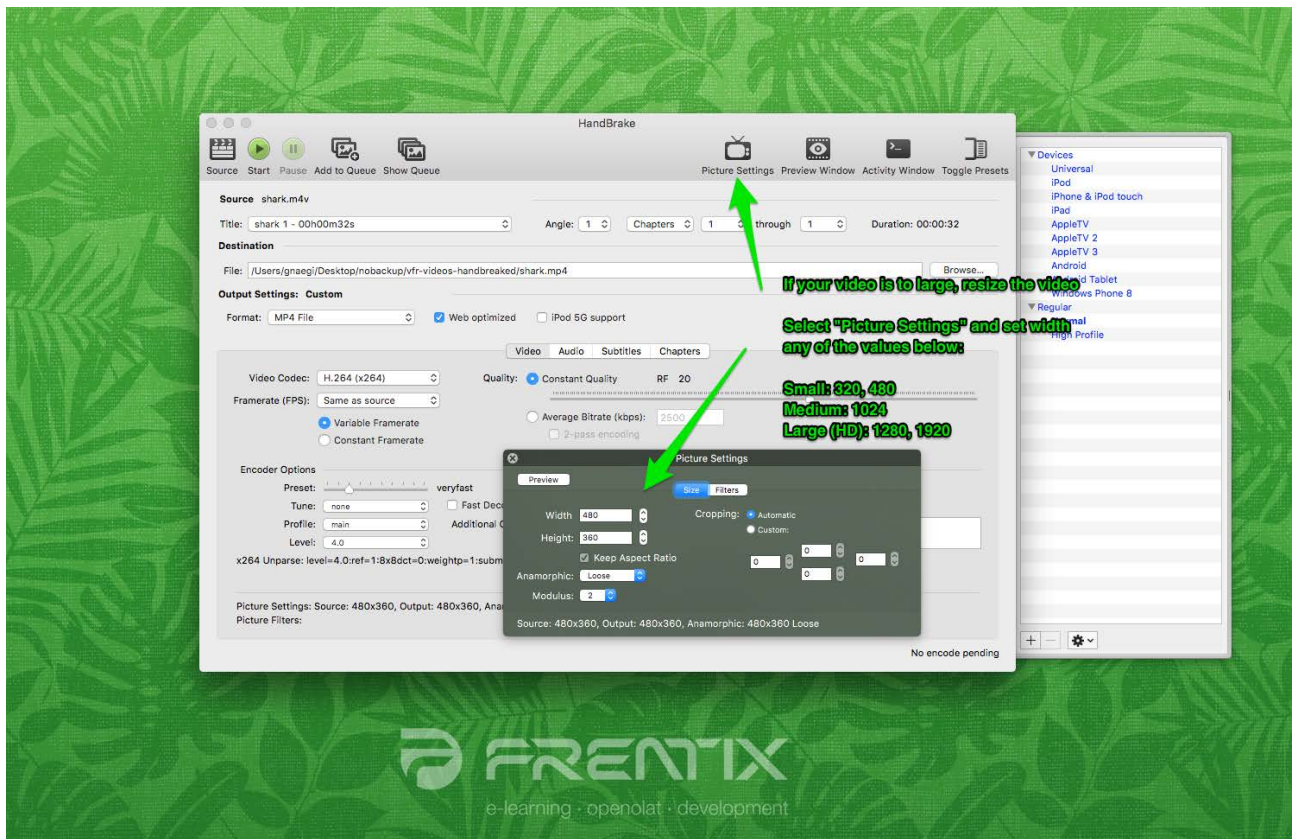 HandBrake
Source Start Pause Add to Queue Show Queue Picture Settings Preview Window Activity Window Toggle Presets
Source shark.m4v
Title: shark 1 - 00h00m32s Angle: 1 Chapters 1 through 1 Duration: 00:00:32
Destination
File: /Users/gnaegi/Desktop/nobackup/vfr-videos-handbreaked/shark.mp4 Browse...
Output Settings: Custom
Format: MP4 File Web optimized iPod 5G support
Video Audio Subtitles Chapters
Video Codec: H.264 (x264) Quality: Constant Quality RF 20
Framerate (FPS): Same as source
Variable Framerate Average Bitrate (kbps): 2500
Constant Framerate 2-pass encoding
Encoder Options
Preset: veryfast
Tune: none Fast Deco
Profile: main Additional O
Level: 4.0
x264 Unparse: level=4.0:ref=1:8x8dct=0:weightp=1:subm
Picture Settings: Source: 480x360, Output: 480x360, Ana
Picture Filters:
No encode pending
If your video is to large, resize the video
Select "Picture Settings" and set width
any of the values below:
Small: 320, 480
Medium: 1024
Large (HD): 1280, 1920
Picture Settings
Preview
Size Filters
Width 480 Cropping: Automatic
Custom:
Height: 360
Keep Aspect Ratio
0 0 0 0
Anamorphic: Loose
Modulus: 2
Source: 480x360, Output: 480x360, Anamorphic: 480x360 Loose
Devices
Universal
iPod
iPhone & iPod touch
iPad
AppleTV
AppleTV 2
AppleTV 3
Android
Android Tablet
Windows Phone 8
Regular
Normal
High Profile
FRENTIX
e-learning · openolat · development